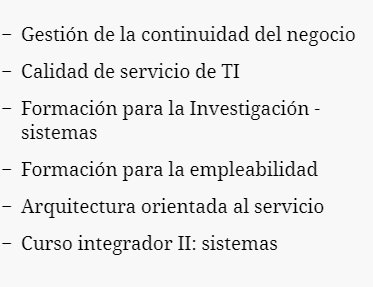 – Gestión de la continuidad del negocio
– Calidad de servicio de TI
– Formación para la Investigación -
sistemas
– Formación para la empleabilidad
– Arquitectura orientada al servicio
– Curso integrador II: sistemas